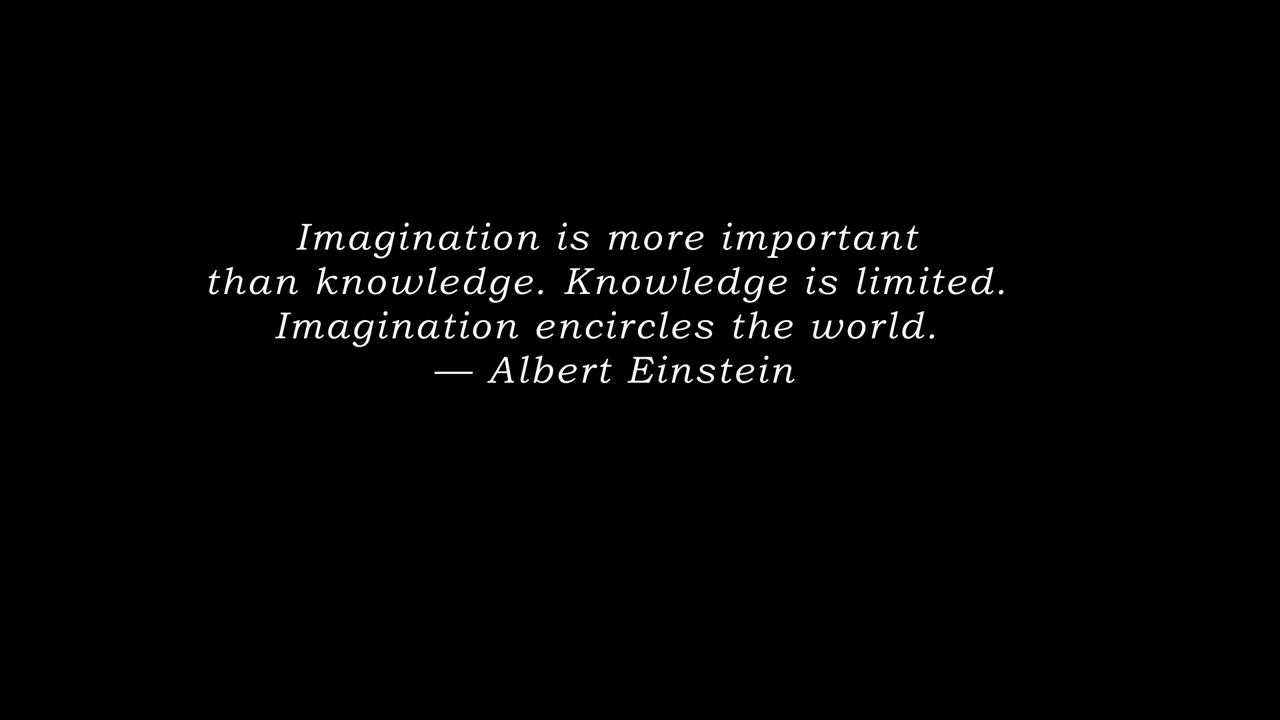 Imagination is more important
than knowledge. Knowledge is limited.
Imagination encircles the world.
— Albert Einstein